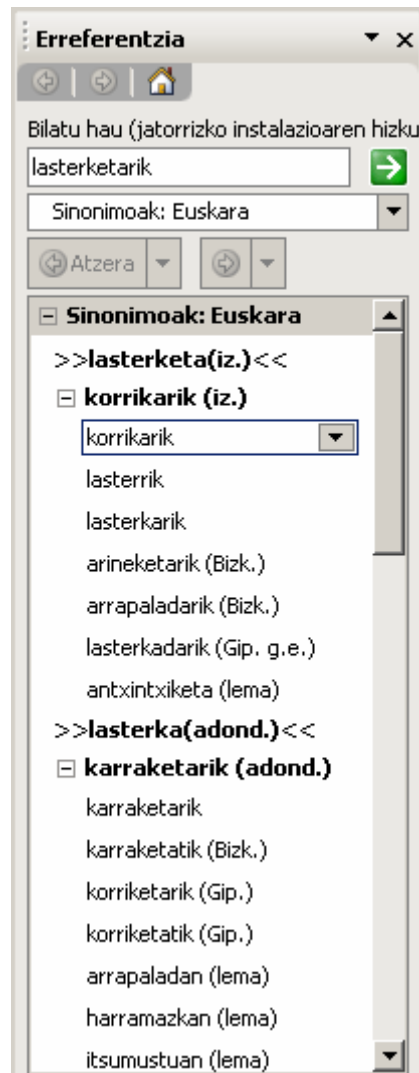 Erreferentzia
Bilatu hau (jatorrizko instalazioaren hizku
lasterketarik
Sinonimoak: Euskara
Atzera
Sinonimoak: Euskara
>>lasterketa(iz.)<<
korrikarik (iz.)
korrikarik
lasterrik
lasterkarik
arineketarik (Bizk.)
arrapaladarik (Bizk.)
lasterkadarik (Gip. g.e.)
antxintxiketa (lema)
>>lasterka(adond.)<<
karraketarik (adond.)
karraketarik
karraketatik (Bizk.)
korriketarik (Gip.)
korriketatik (Gip.)
arrapaladan (lema)
harramazkan (lema)
itsumustuan (lema)